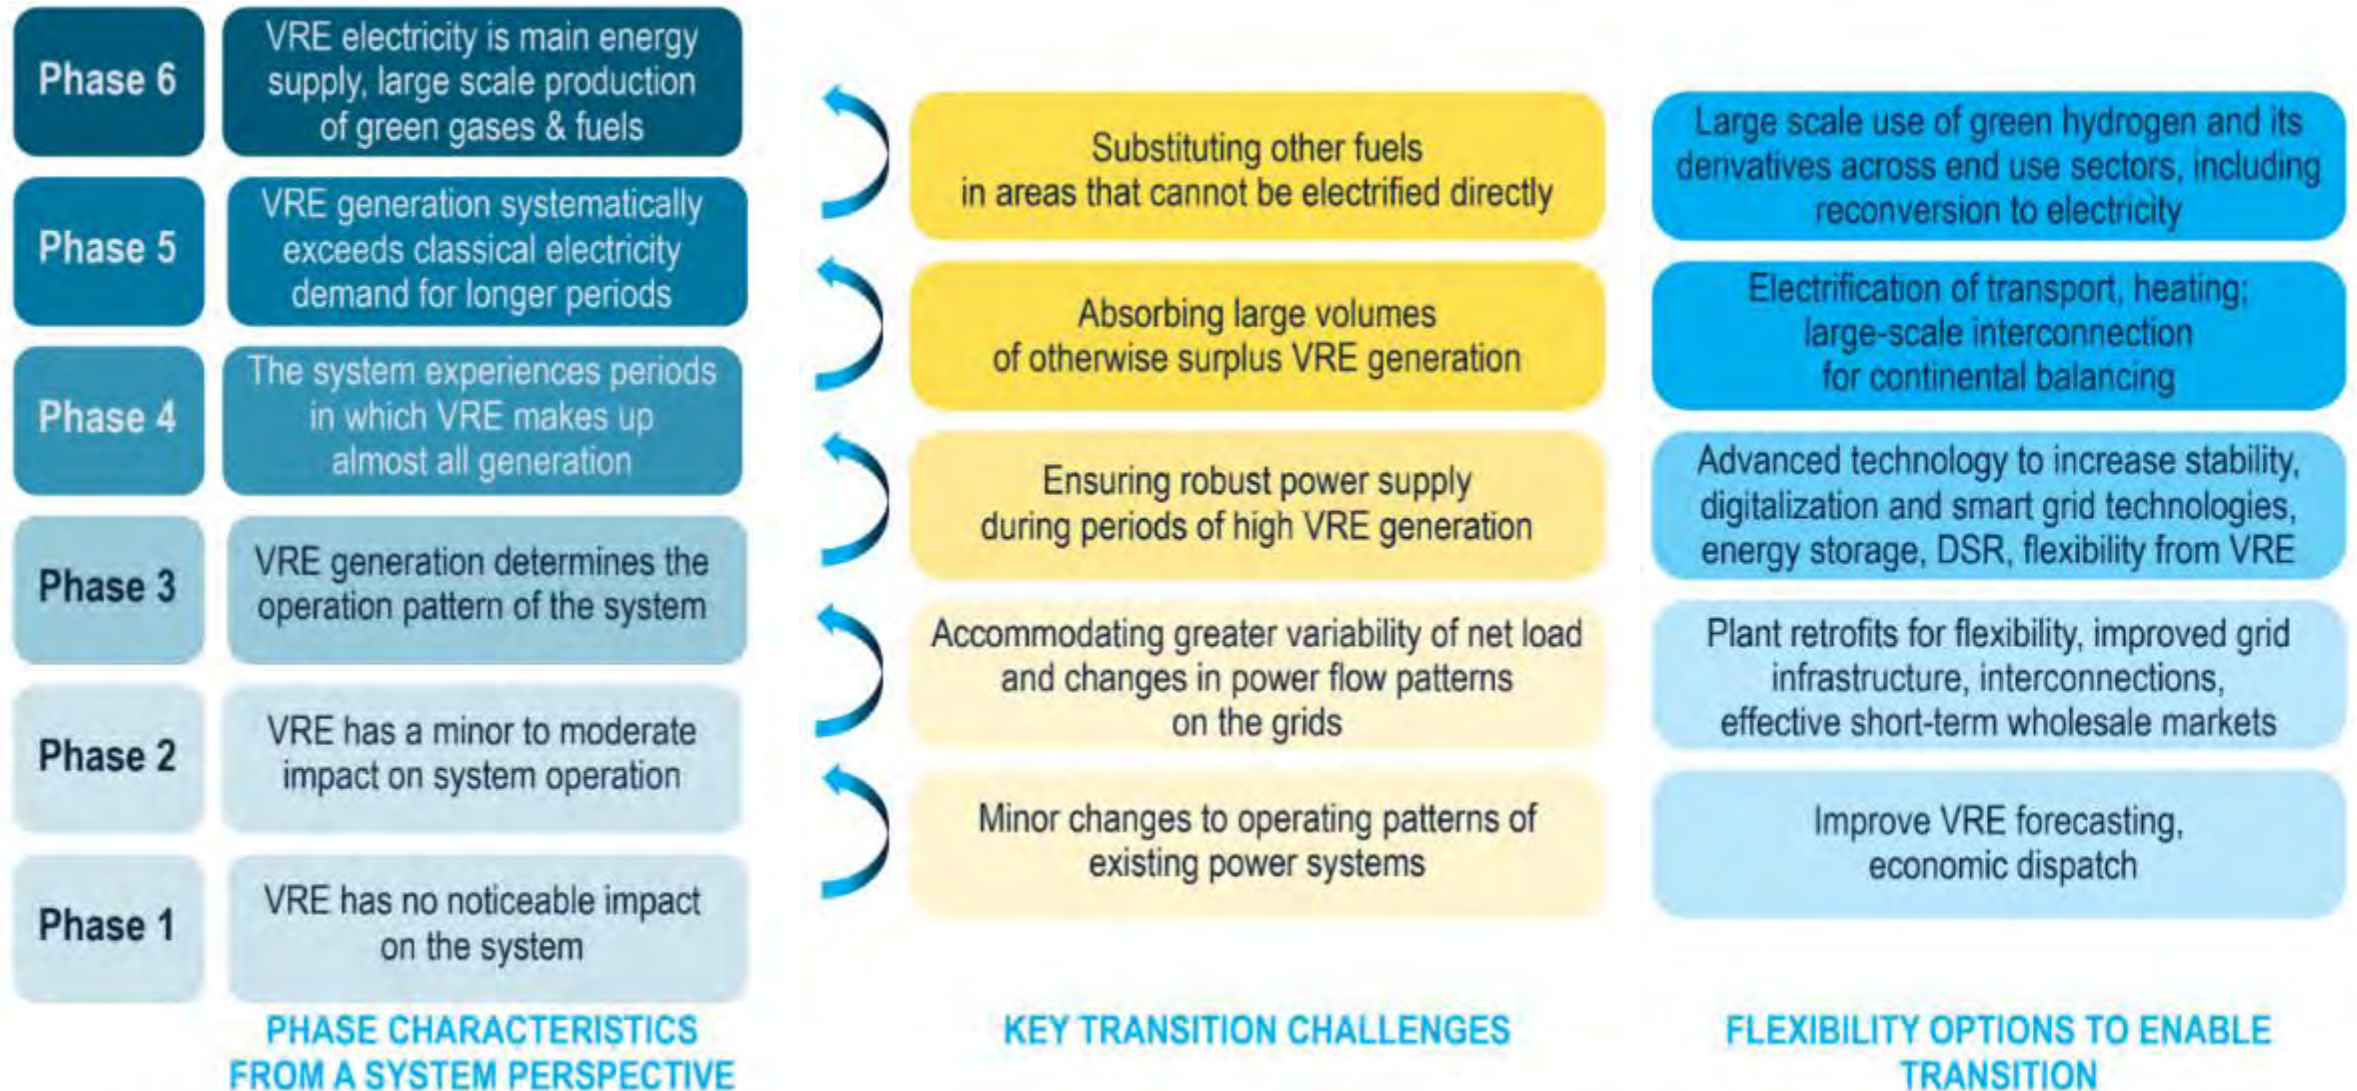 Phase 6
VRE electricity is main energy
supply, large scale production
of green gases & fuels
Phase 5
VRE generation systematically
exceeds classical electricity
demand for longer periods
Phase 4
The system experiences periods
in which VRE makes up
almost all generation
Phase 3
VRE generation determines the
operation pattern of the system
Phase 2
VRE has a minor to moderate
impact on system operation
Phase 1
VRE has no noticeable impact
on the system
PHASE CHARACTERISTICS
FROM A SYSTEM PERSPECTIVE
Substituting other fuels
in areas that cannot be electrified directly
Absorbing large volumes
of otherwise surplus VRE generation
Ensuring robust power supply
during periods of high VRE generation
Accommodating greater variability of net load
and changes in power flow patterns
on the grids
Minor changes to operating patterns of
existing power systems
KEY TRANSITION CHALLENGES
Large scale use of green hydrogen and its
derivatives across end use sectors, including
reconversion to electricity
Electrification of transport, heating;
large-scale interconnection
for continental balancing
Advanced technology to increase stability,
digitalization and smart grid technologies,
energy storage, DSR, flexibility from VRE
Plant retrofits for flexibility, improved grid
infrastructure, interconnections,
effective short-term wholesale markets
Improve VRE forecasting,
economic dispatch
FLEXIBILITY OPTIONS TO ENABLE
TRANSITION